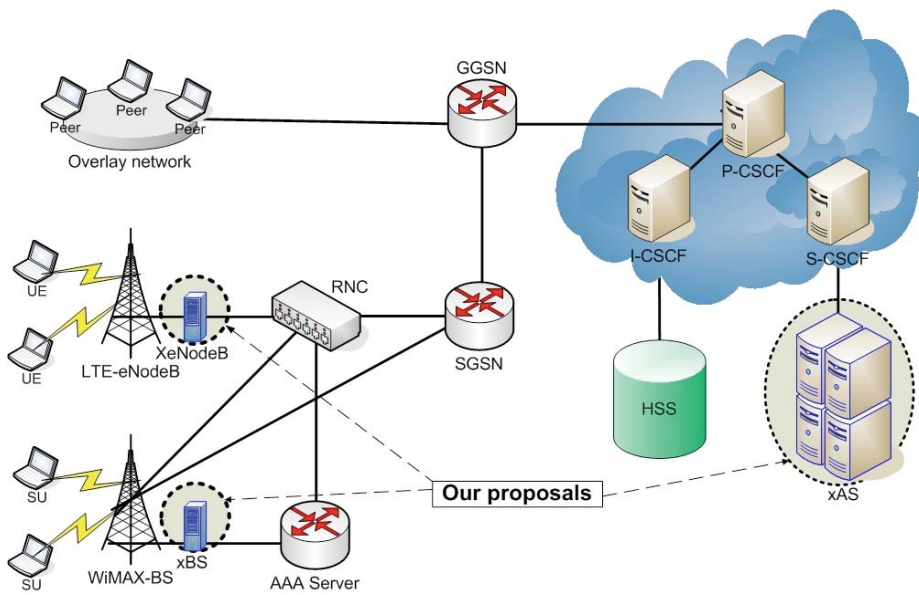 Peer
Peer
Peer
Overlay network
GGSN
P-CSCF
I-CSCF
S-CSCF
UE
UE
LTE-eNodeB
XeNodeB
RNC
SGSN
HSS
xAS
Our proposals
SU
SU
WiMAX-BS
xBS
AAA Server